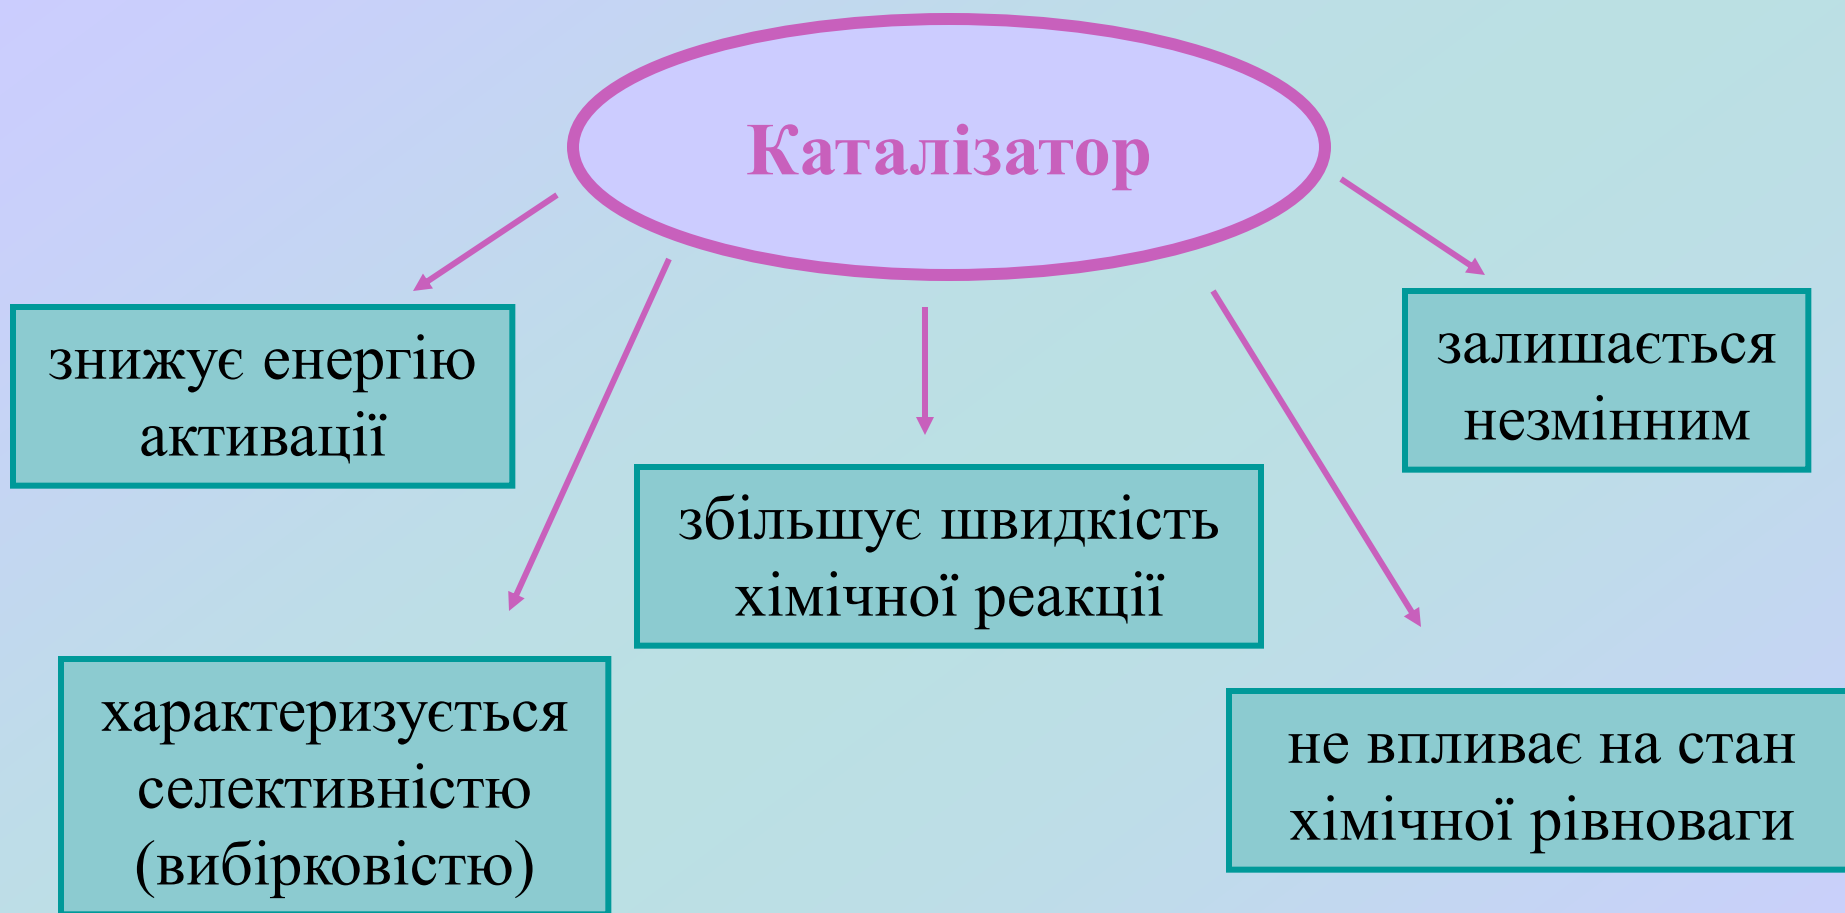 Каталізатор
знижує енергію
активації
залишається
незмінним
збільшує швидкість
хімічної реакції
характеризується
селективністю
(вибірковістю)
не впливає на стан
хімічної рівноваги